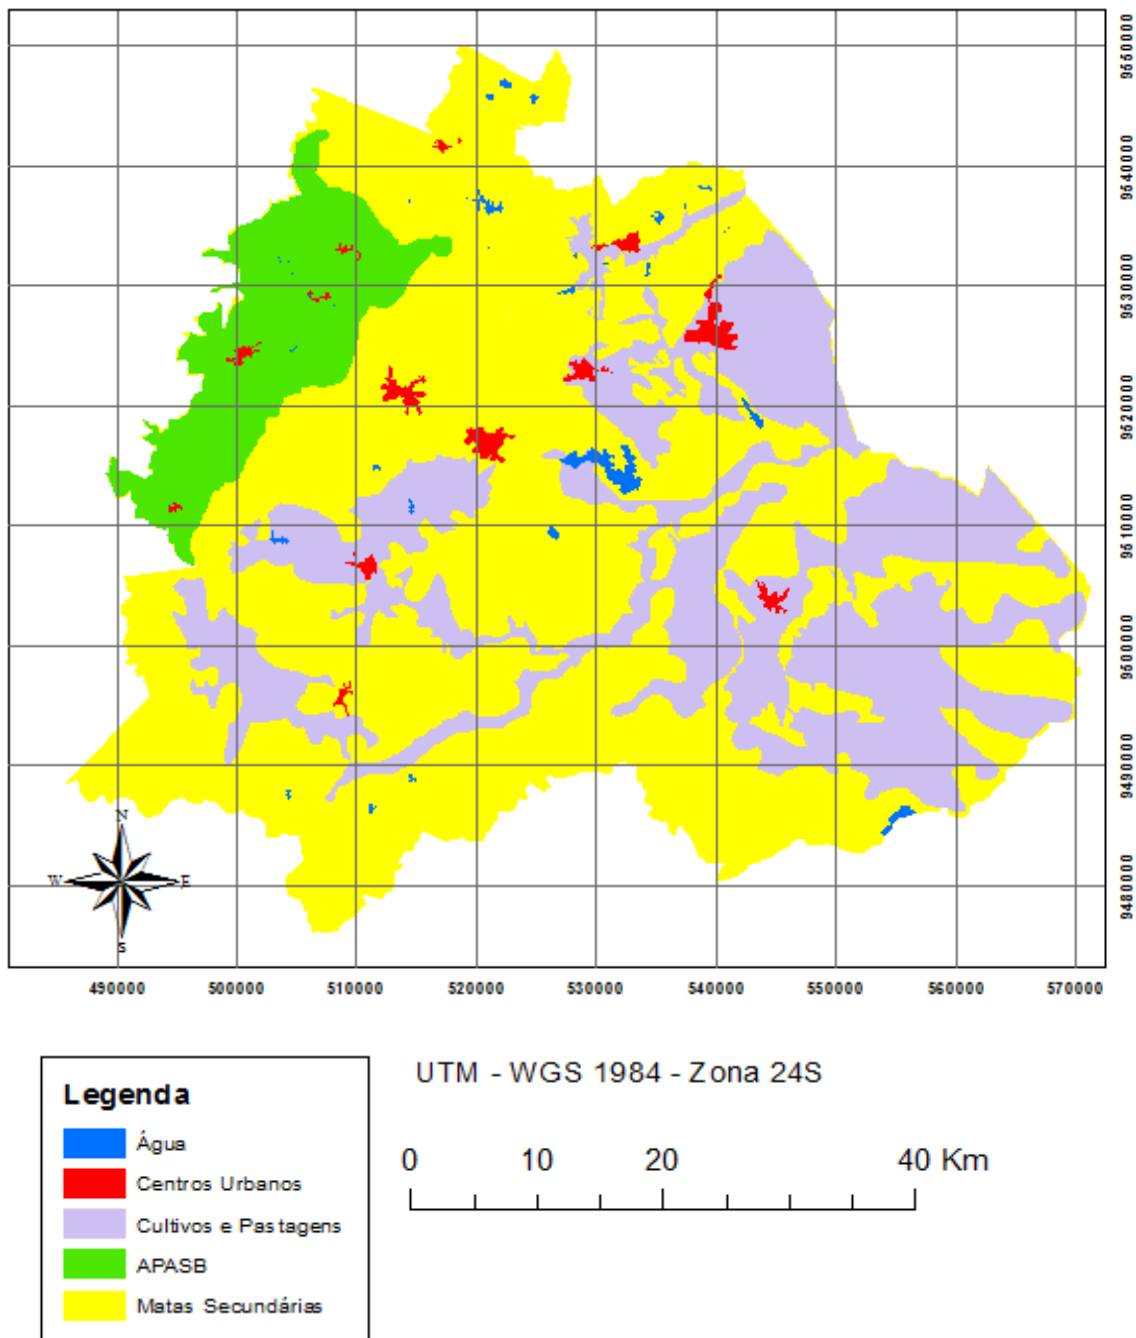 9550000
9540000
9530000
9520000
9510000
9500000
9490000
9480000
N
W E
S
490000 500000 510000 520000 530000 540000 550000 560000 570000
UTM - WGS 1984 - Zona 24S
0 10 20 40 Km
Legenda
Água
Centros Urbanos
Cultivos e Pastagens
APASB
Matas Secundárias